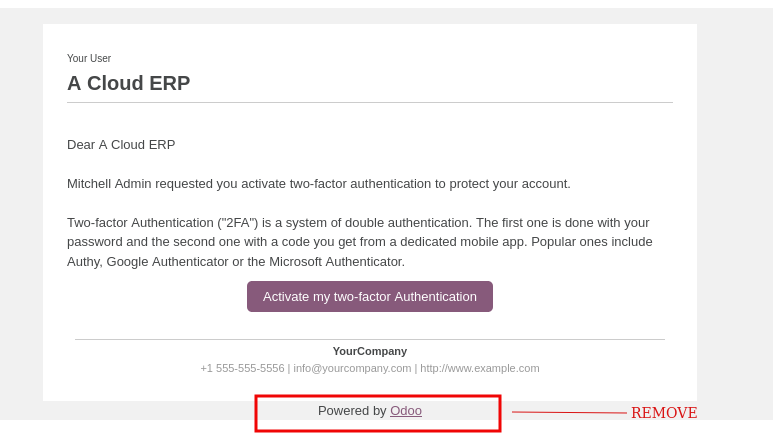 Your User
A Cloud ERP
Dear A Cloud ERP
Mitchell Admin requested you activate two-factor authentication to protect your account.
Two-factor Authentication ("2FA") is a system of double authentication. The first one is done with your
password and the second one with a code you get from a dedicated mobile app. Popular ones include
Authy, Google Authenticator or the Microsoft Authenticator.
Activate my two-factor Authentication
YourCompany
+1 555-555-5556 | info@yourcompany.com | http://www.example.com
Powered by Odoo
REMOVE